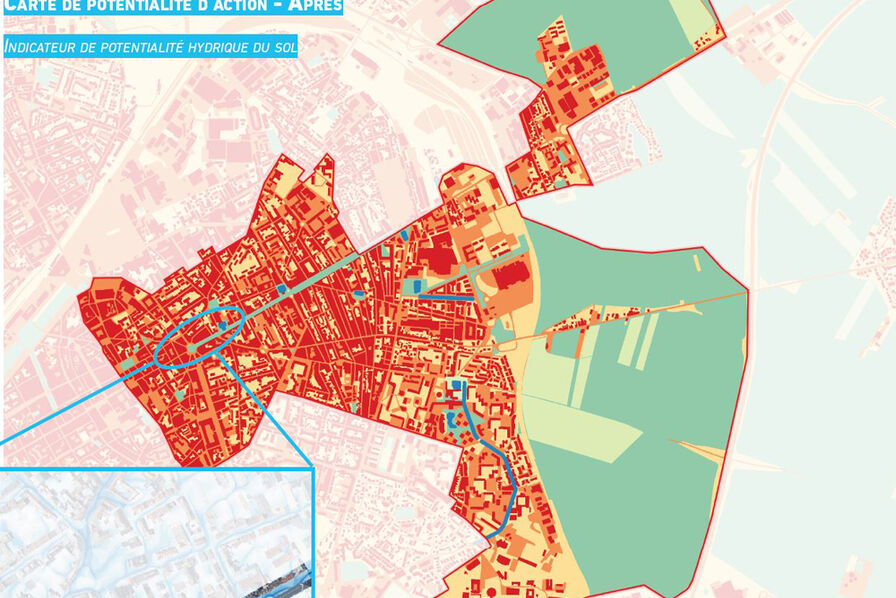 CARTE DE POTENTIALITÉ D'ACTION – APRÈS
INDICATEUR DE POTENTIALITÉ HYDRIQUE DU SOL